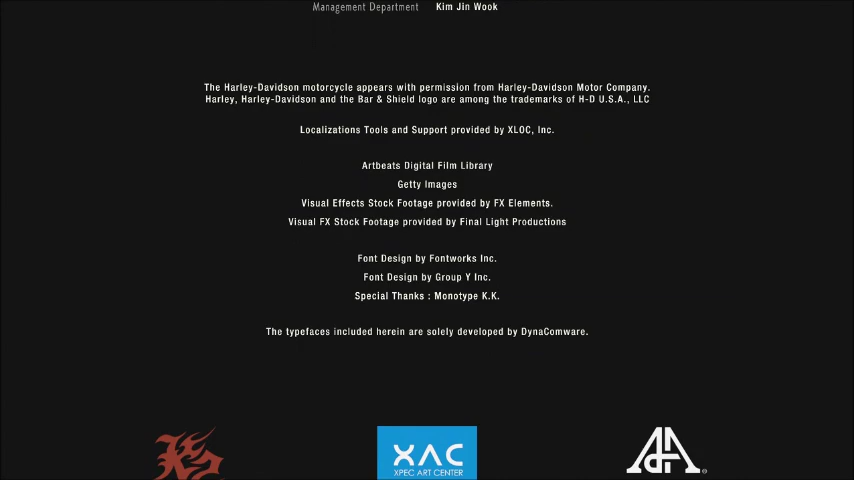 Management Department Kim Jin Wook
The Harley-Davidson motorcycle appears with permission from Harley-Davidson Motor Company.
Harley, Harley-Davidson and the Bar & Shield logo are among the trademarks of H-D U.S.A., LLC
Localizations Tools and Support provided by XLOC, Inc.
Artbeats Digital Film Library
Getty Images
Visual Effects Stock Footage provided by FX Elements.
Visual FX Stock Footage provided by Final Light Productions
Font Design by Fontworks Inc.
Font Design by Group Y Inc.
Special Thanks : Monotype K.K.
The typefaces included herein are solely developed by DynaComware.
XAC
XPEC ART CENTER